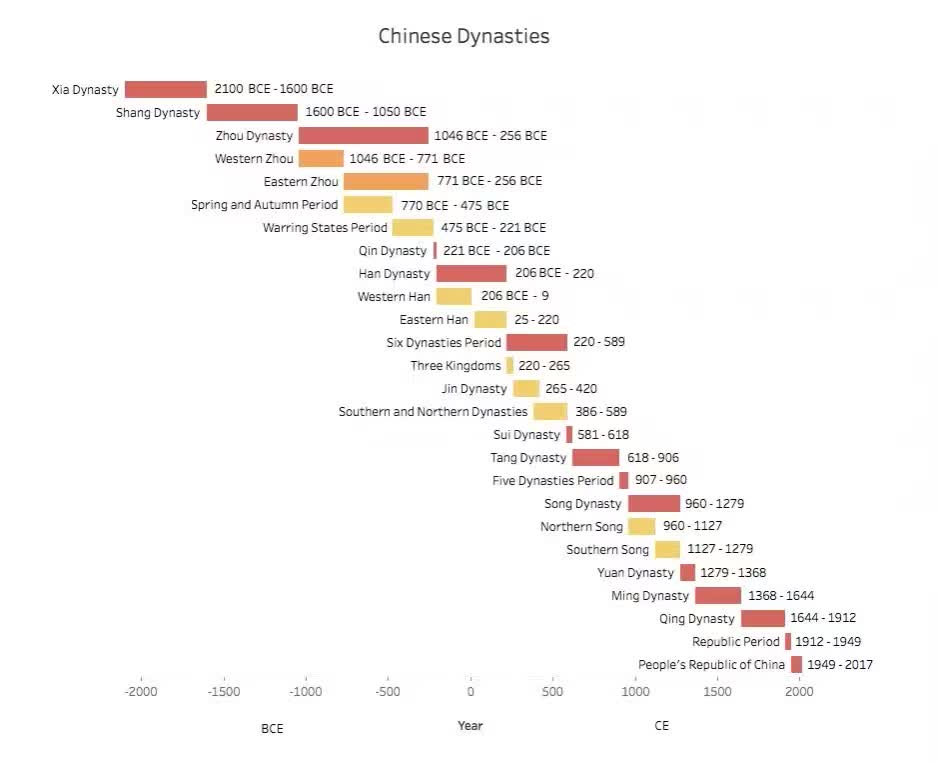 Chinese Dynasties
Xia Dynasty 2100 BCE - 1600 BCE
Shang Dynasty 1600 BCE - 1050 BCE
Zhou Dynasty 1046 BCE - 256 BCE
Western Zhou 1046 BCE - 771 BCE
Eastern Zhou 771 BCE - 256 BCE
Spring and Autumn Period 770 BCE - 475 BCE
Warring States Period 475 BCE - 221 BCE
Qin Dynasty 221 BCE - 206 BCE
Han Dynasty 206 BCE - 220
Western Han 206 BCE - 9
Eastern Han 25 - 220
Six Dynasties Period 220 - 589
Three Kingdoms 220 - 265
Jin Dynasty 265 - 420
Southern and Northern Dynasties 386 - 589
Sui Dynasty 581 - 618
Tang Dynasty 618 - 906
Five Dynasties Period 907 - 960
Song Dynasty 960 - 1279
Northern Song 960 - 1127
Southern Song 1127 - 1279
Yuan Dynasty 1279 - 1368
Ming Dynasty 1368 - 1644
Qing Dynasty 1644 - 1912
Republic Period 1912 - 1949
People's Republic of China 1949 - 2017
-2000 -1500 -1000 -500 0 500 1000 1500 2000
BCE Year CE